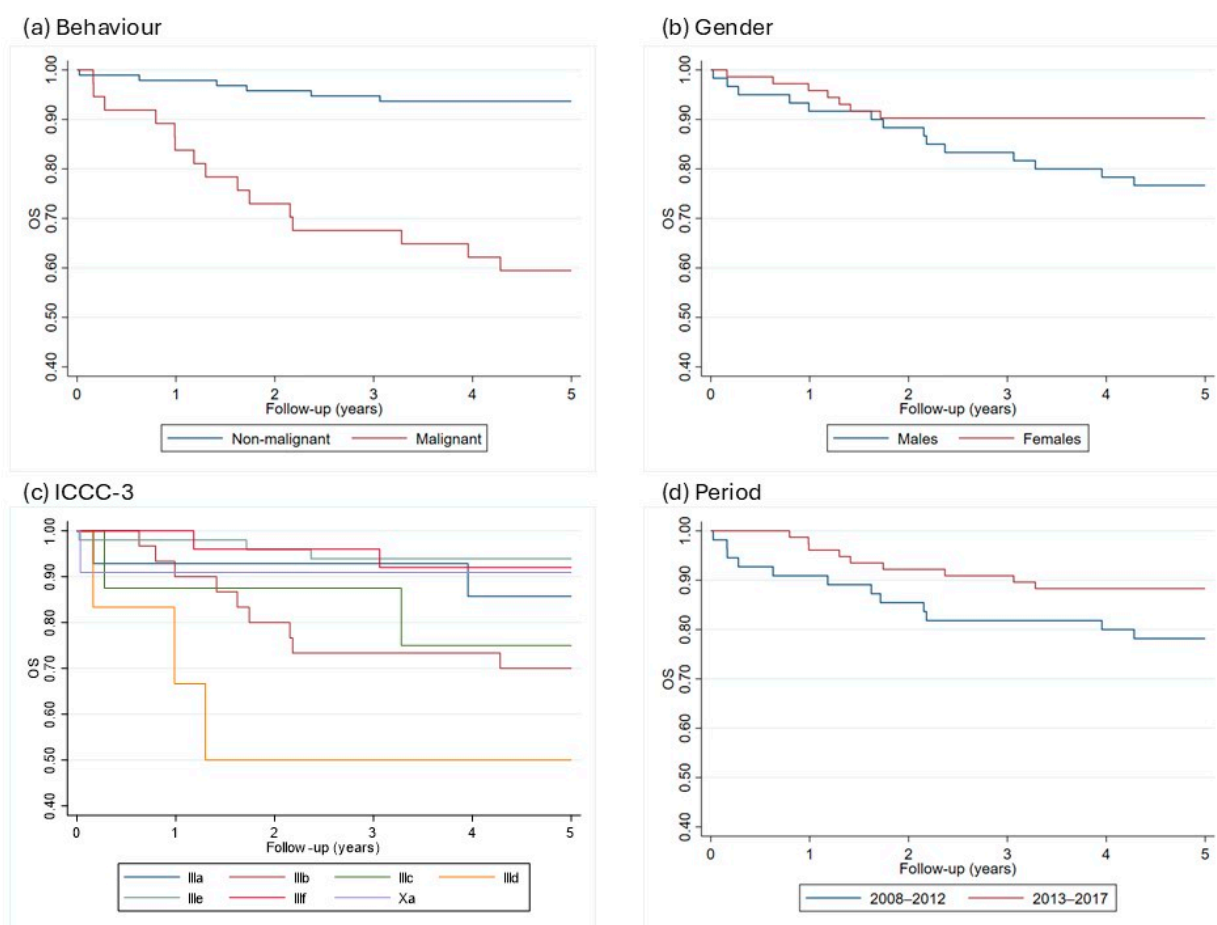 (a) Behaviour
OS
1.00
0.90
0.80
0.70
0.60
0.50
0.40
0 1 2 3 4 5
Follow-up (years)
Non-malignant Malignant
(b) Gender
OS
1.00
0.90
0.80
0.70
0.60
0.50
0.40
0 1 2 3 4 5
Follow-up (years)
Males Females
(c) ICCC-3
OS
1.00
0.90
0.80
0.70
0.60
0.50
0.40
0 1 2 3 4 5
Follow-up (years)
IIIa IIIb IIIc IIId
IIIe IIIf Xa
(d) Period
OS
1.00
0.90
0.80
0.70
0.60
0.50
0.40
0 1 2 3 4 5
Follow-up (years)
2008–2012 2013–2017